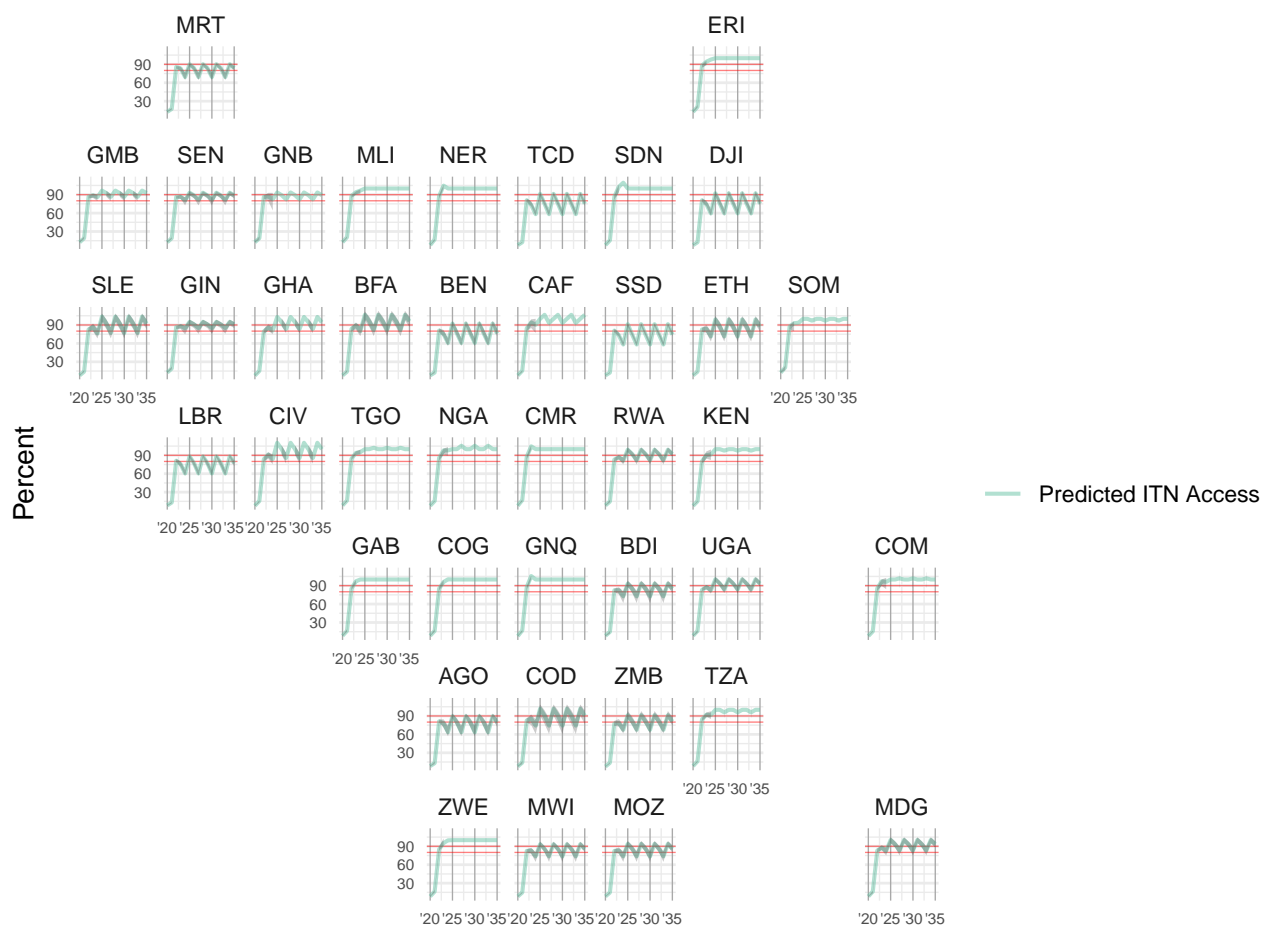 MRT ERI
90
60
30
GMB SEN GNB MLI NER TCD SDN DJI
90
60
30
SLE GIN GHA BFA BEN CAF SSD ETH SOM
90
60
30
'20 '25 '30 '35 '20 '25 '30 '35
LBR CIV TGO NGA CMR RWA KEN
90
60
30
'20 '25 '30 '35 '20 '25 '30 '35
Percent
Predicted ITN Access
GAB COG GNQ BDI UGA COM
90 90
60 60
30 30
'20 '25 '30 '35
AGO COD ZMB TZA
90
60
30
'20 '25 '30 '35
ZWE MWI MOZ MDG
90 90
60 60
30 30
'20 '25 '30 '35 '20 '25 '30 '35 '20 '25 '30 '35 '20 '25 '30 '35